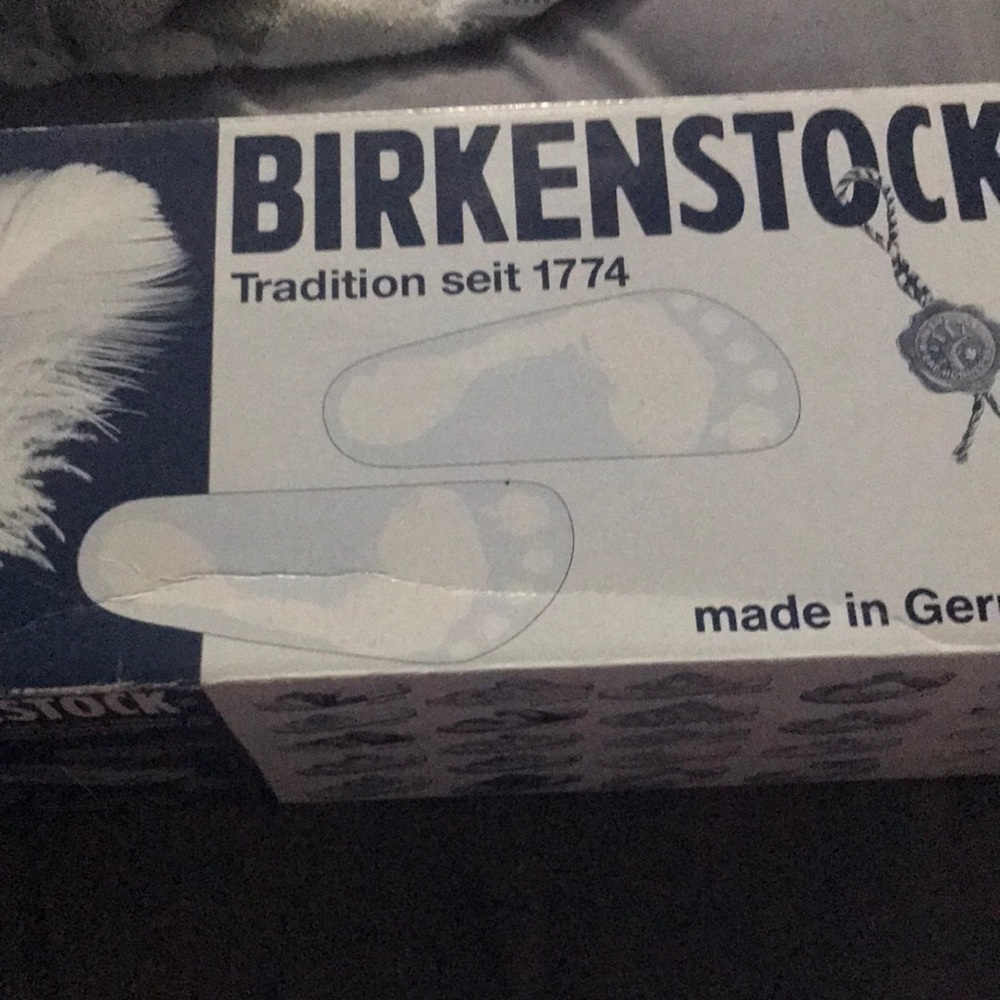 BIRKENSTOCK
Tradition seit 1774
made in Ger
STOCK